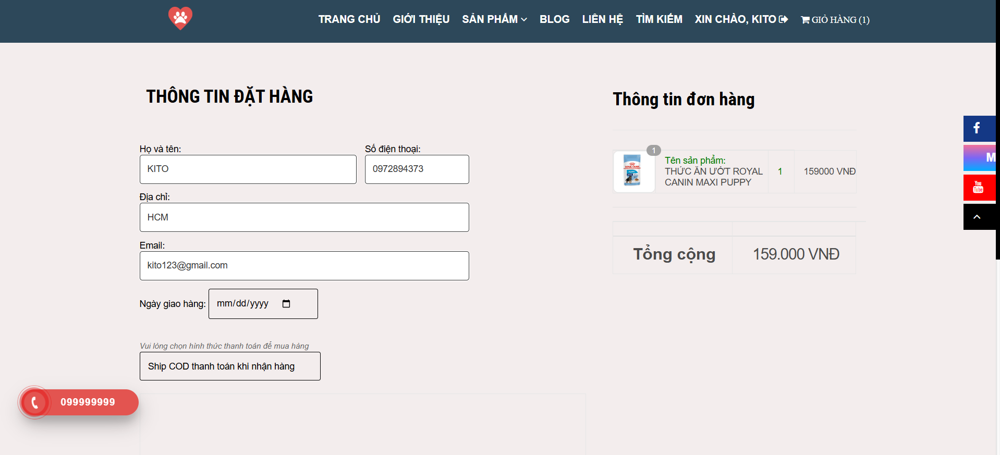 TRANG CHỦ GIỚI THIỆU SẢN PHẨM BLOG LIÊN HỆ TÌM KIẾM XIN CHÀO, KITO GIỎ HÀNG (1)
THÔNG TIN ĐẶT HÀNG
Họ và tên: Số điện thoại:
KITO 0972894373
Địa chỉ:
HCM
Email:
kito123@gmail.com
Ngày giao hàng: mm/dd/yyyy
Vui lòng chọn hình thức thanh toán để mua hàng
Ship COD thanh toán khi nhận hàng
099999999
Thông tin đơn hàng
1
ROYAL CANIN
Tên sản phẩm:
THỨC ĂN ƯỚT ROYAL 1 159000 VNĐ
CANIN MAXI PUPPY
Tổng cộng 159.000 VNĐ
f
M
You
Tube